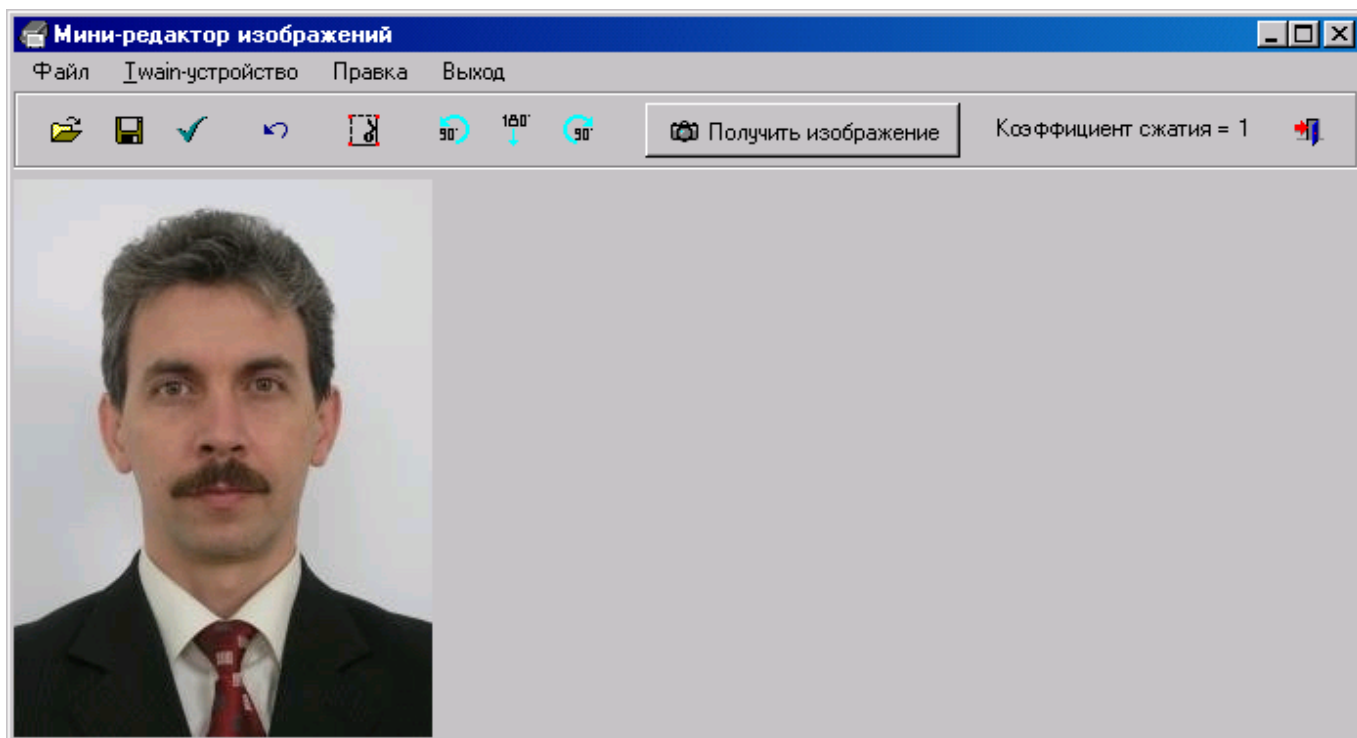 Мини-редактор изображений
Файл Twain-устройство Правка Выход
90° 180° 90° Получить изображение Коэффициент сжатия = 1